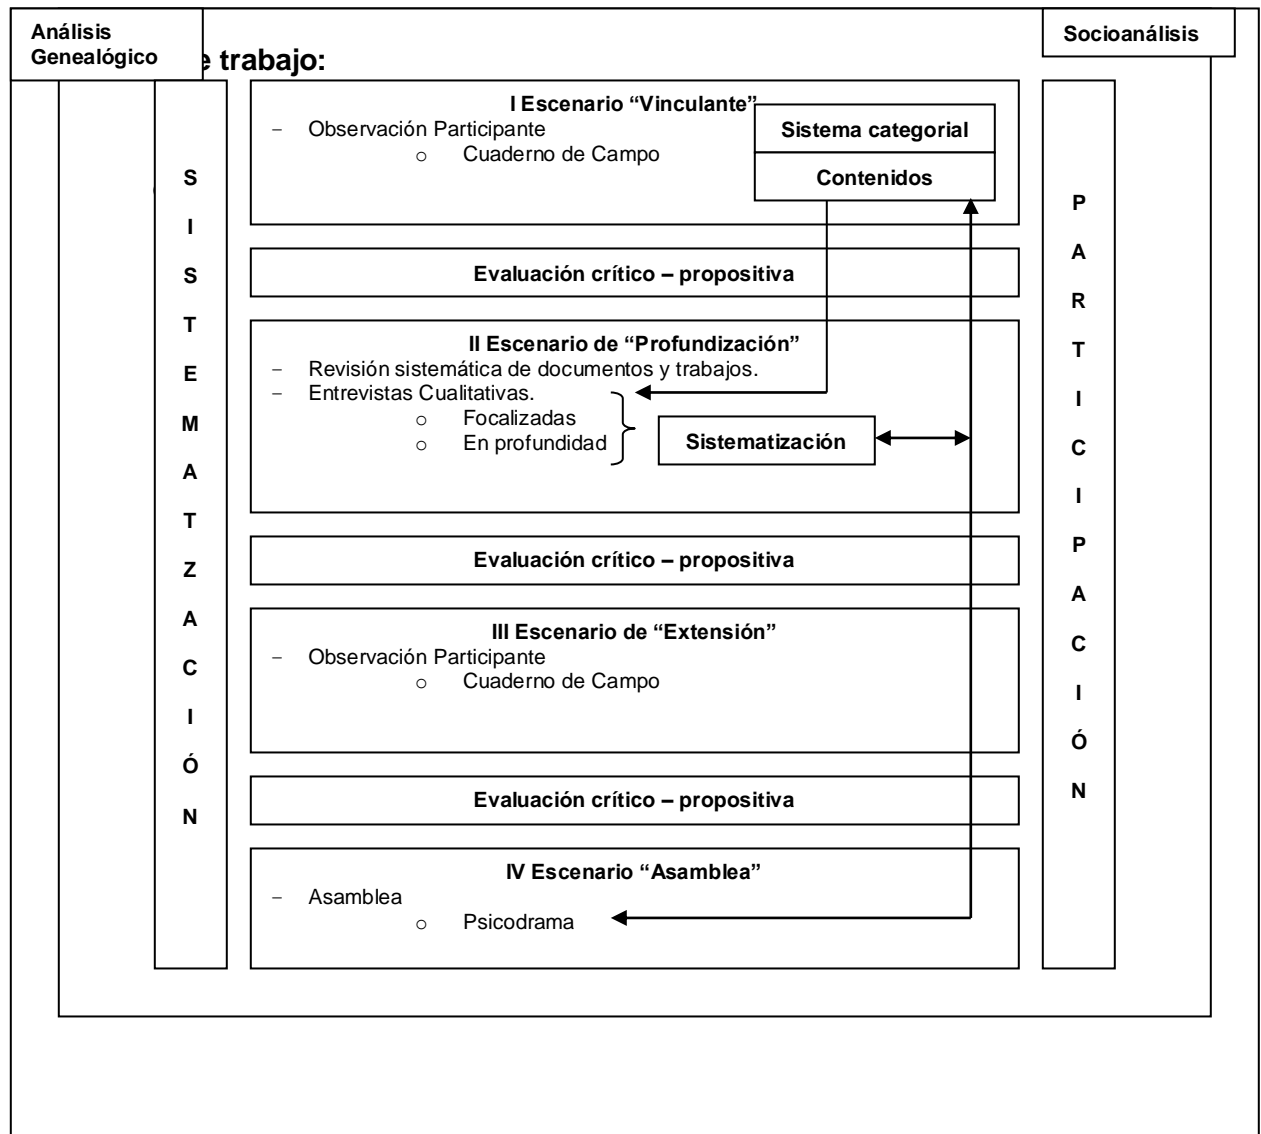 Análisis
Genealógico
e trabajo:
Socioanálisis
S
I
S
T
E
M
A
T
Z
A
C
I
Ó
N
I Escenario “Vinculante”
– Observación Participante
o Cuaderno de Campo
Sistema categorial
Contenidos
Evaluación crítico – propositiva
II Escenario de “Profundización”
– Revisión sistemática de documentos y trabajos.
– Entrevistas Cualitativas.
o Focalizadas
o En profundidad
Sistematización
Evaluación crítico – propositiva
III Escenario de “Extensión”
– Observación Participante
o Cuaderno de Campo
Evaluación crítico – propositiva
IV Escenario “Asamblea”
– Asamblea
o Psicodrama
P
A
R
T
I
C
I
P
A
C
I
Ó
N